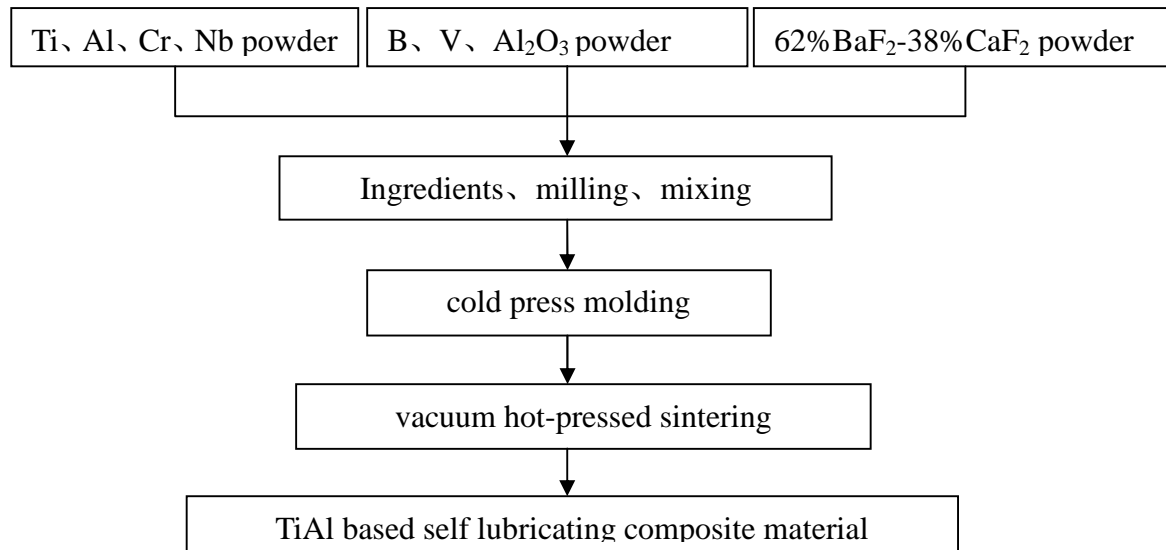 Ti、Al、Cr、Nb powder
B、V、Al₂O₃ powder
62%BaF₂-38%CaF₂ powder
Ingredients、milling、mixing
cold press molding
vacuum hot-pressed sintering
TiAl based self lubricating composite material